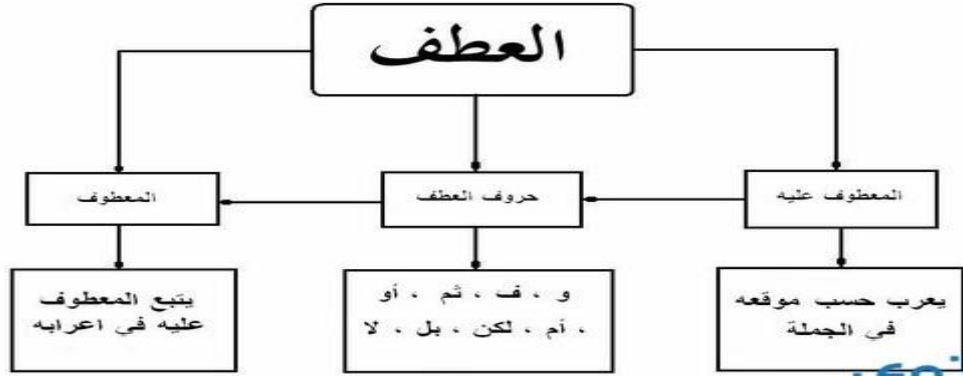 العطف
المعطوف عليه
حروف العطف
المعطوف
يعرب حسب موقعه
في الجملة
و ، ف ، ثم ، أو
، أم ، لكن ، بل ، لا
يتبع المعطوف
عليه في اعرابه